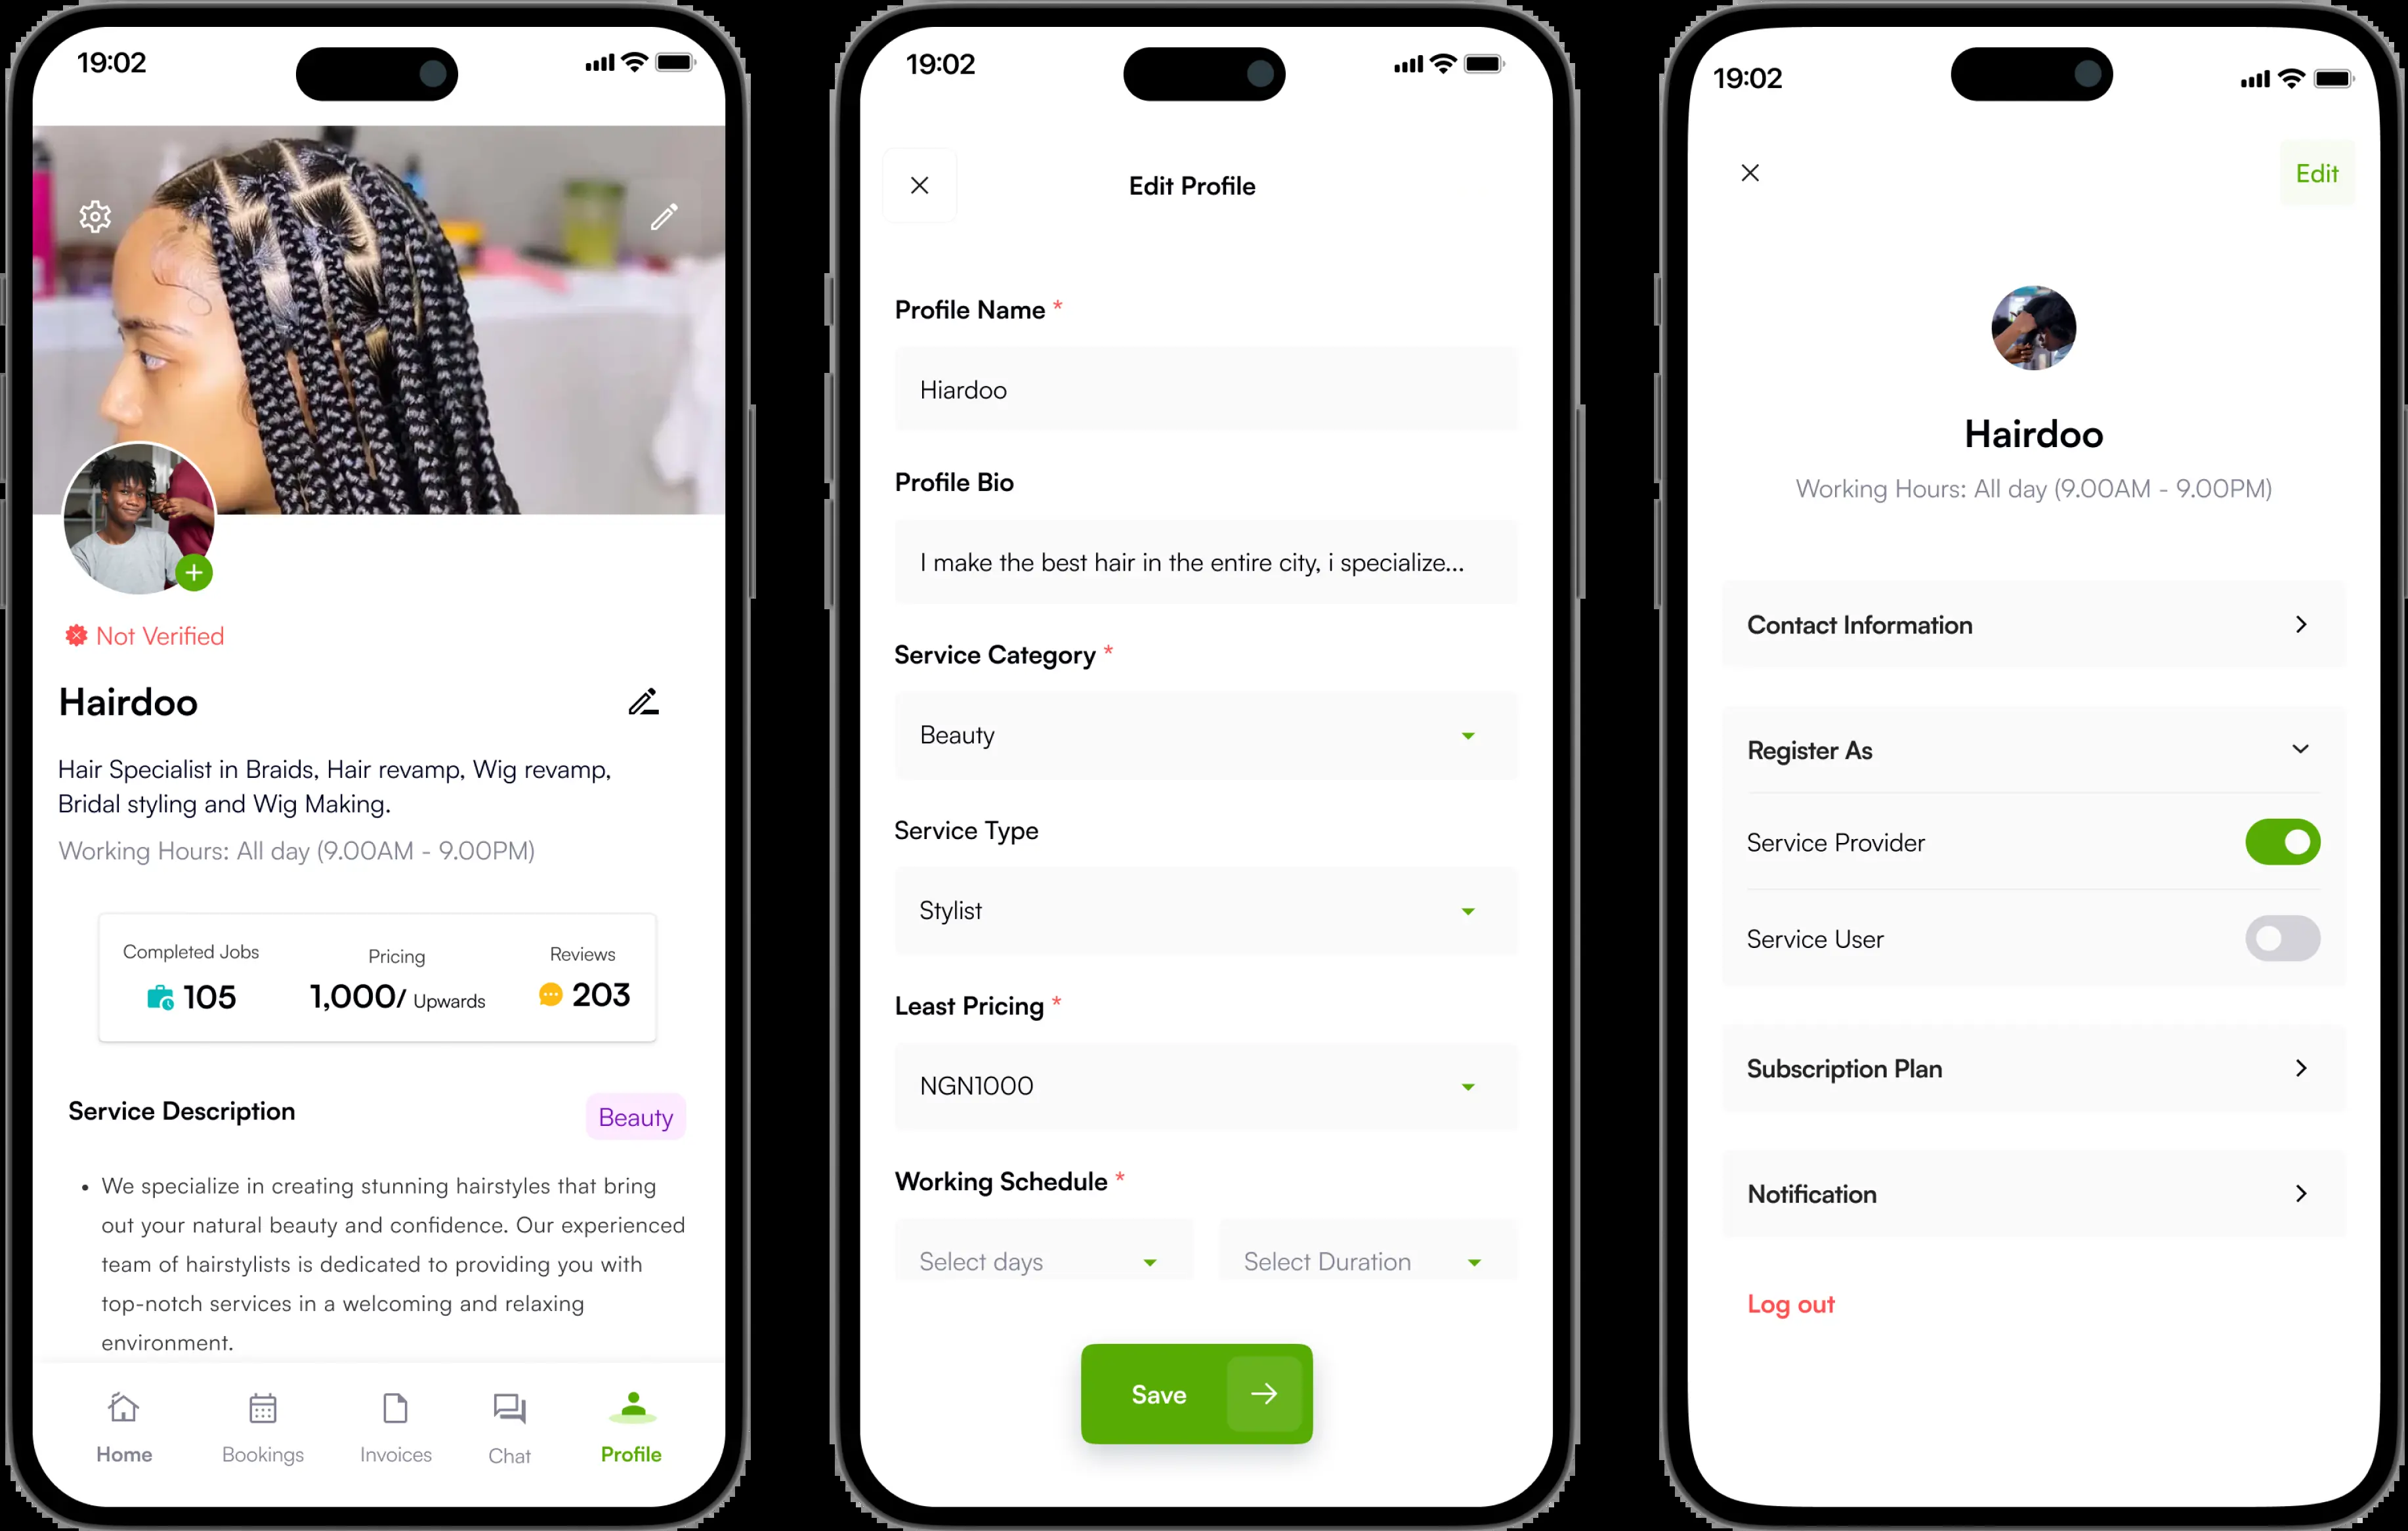 19:02
Not Verified
Hairdoo
Hair Specialist in Braids, Hair revamp, Wig revamp,
Bridal styling and Wig Making.
Working Hours: All day (9.00AM - 9.00PM)
Completed Jobs
105
Pricing
1,000/ Upwards
Reviews
203
Service Description
Beauty
• We specialize in creating stunning hairstyles that bring
out your natural beauty and confidence. Our experienced
team of hairstylists is dedicated to providing you with
top-notch services in a welcoming and relaxing
environment.
Home
Bookings
Invoices
Chat
Profile
19:02
Edit Profile
Profile Name *
Hiardoo
Profile Bio
I make the best hair in the entire city, i specialize...
Service Category *
Beauty
Service Type
Stylist
Least Pricing *
NGN1000
Working Schedule *
Select days
Select Duration
Save
19:02
Edit
Hairdoo
Working Hours: All day (9.00AM - 9.00PM)
Contact Information
Register As
Service Provider
Service User
Subscription Plan
Notification
Log out